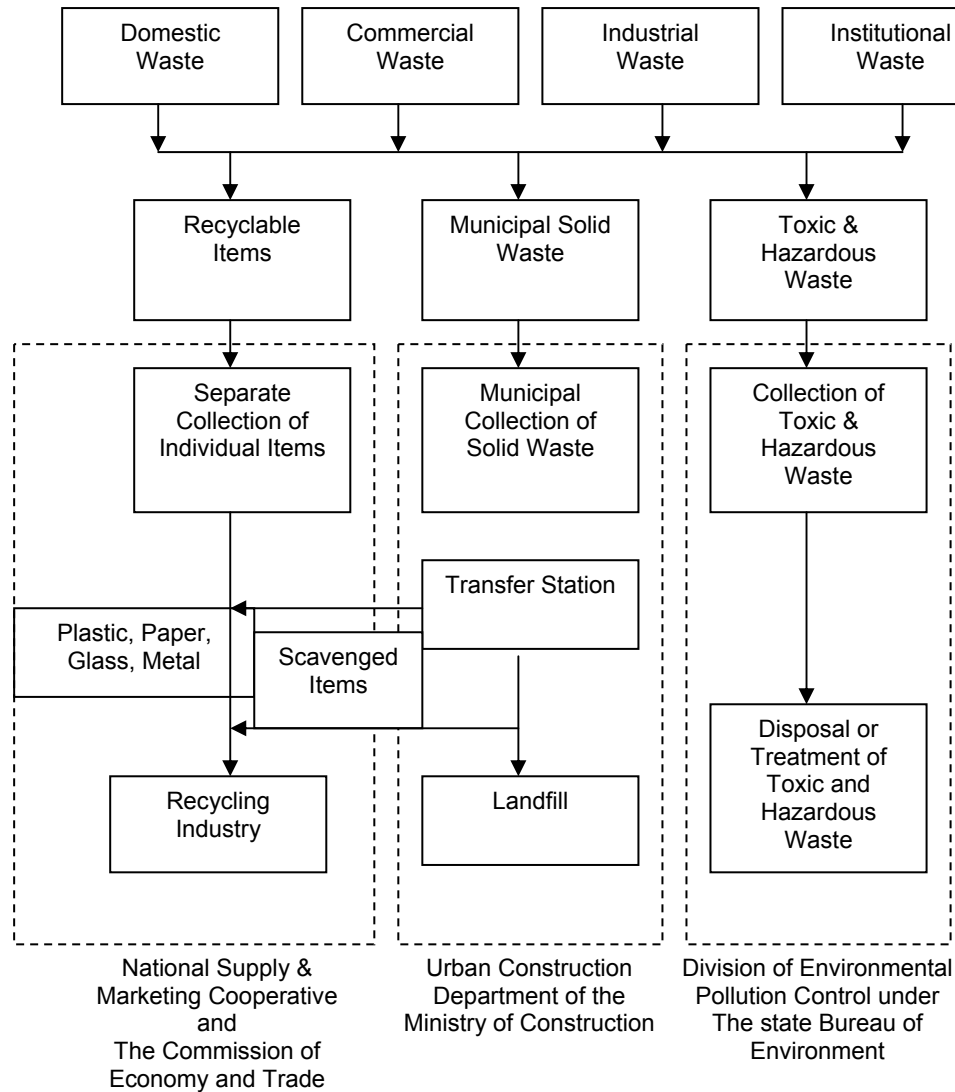 Domestic
Waste
Commercial
Waste
Industrial
Waste
Institutional
Waste
Recyclable
Items
Municipal Solid
Waste
Toxic &
Hazardous
Waste
Separate
Collection of
Individual Items
Municipal
Collection of
Solid Waste
Collection of
Toxic &
Hazardous
Waste
Transfer Station
Plastic, Paper,
Glass, Metal
Scavenged
Items
Recycling
Industry
Landfill
Disposal or
Treatment of
Toxic and
Hazardous
Waste
National Supply &
Marketing Cooperative
and
The Commission of
Economy and Trade
Urban Construction
Department of the
Ministry of Construction
Division of Environmental
Pollution Control under
The state Bureau of
Environment